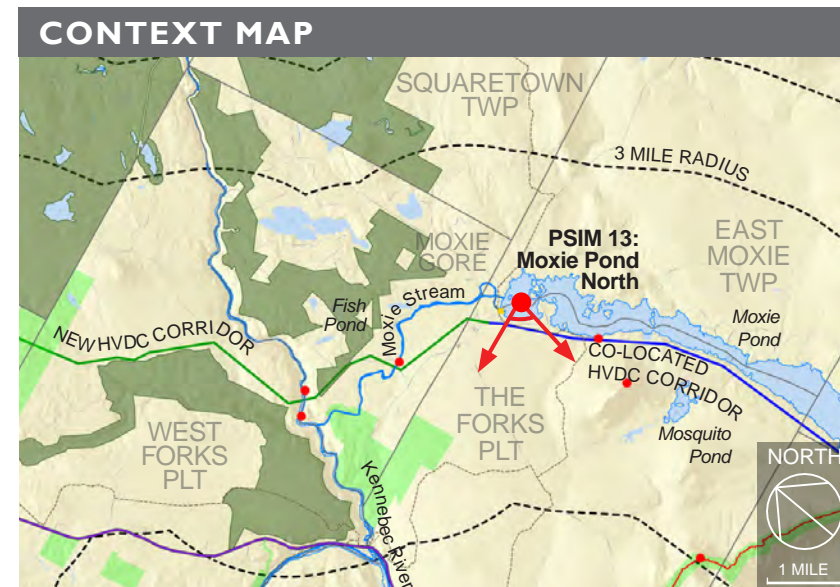 CONTEXT MAP
SQUARETOWN
TWP
3 MILE RADIUS
MOXIE
GORE
PSIM 13:
Moxie Pond
North
EAST
MOXIE
TWP
Fish
Pond
Moxie Stream
Moxie
Pond
NEW HVDC CORRIDOR
CO-LOCATED
HVDC CORRIDOR
THE
FORKS
PLT
WEST
FORKS
PLT
Mosquito
Pond
Kennebec River
NORTH
1 MILE